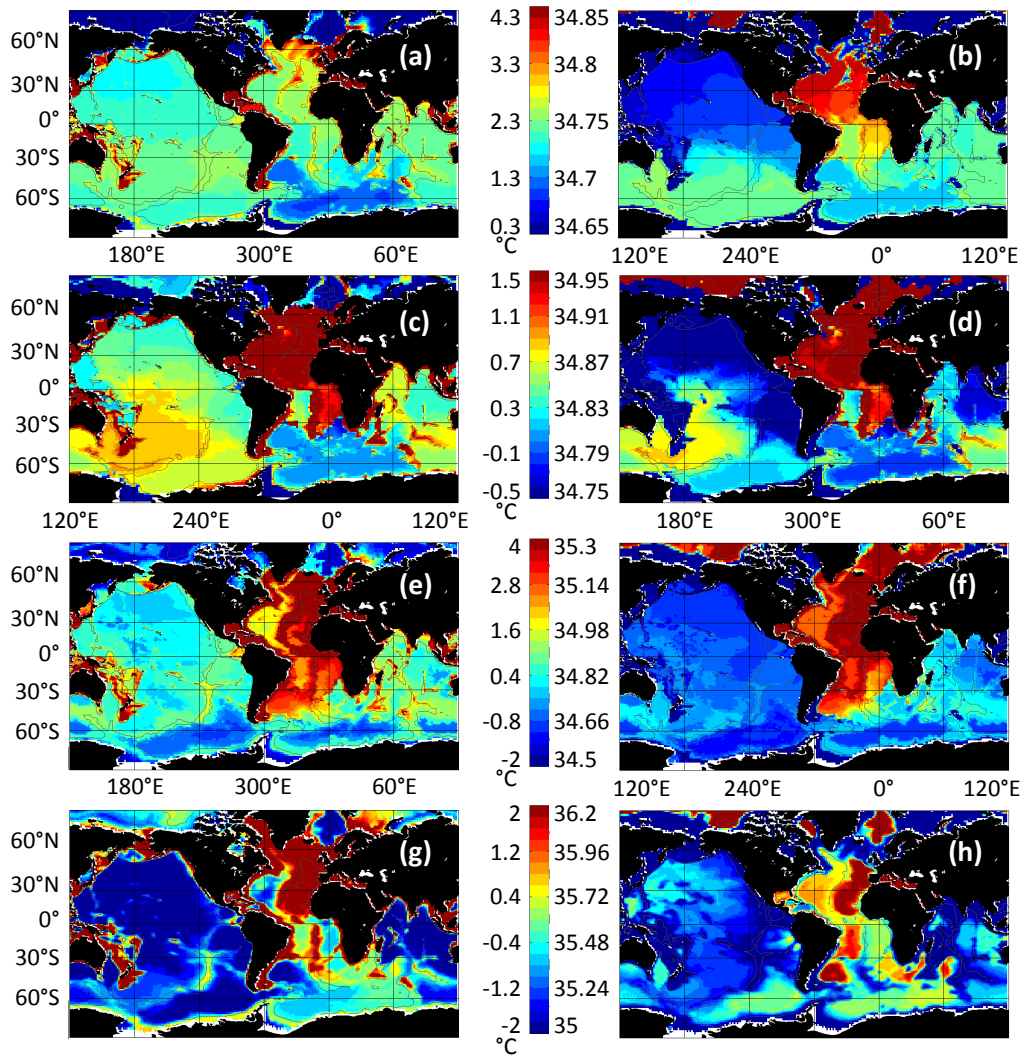 60°N 4.3 34.85
(a) (b)
30°N 3.3 34.8
0° 2.3 34.75
30°S 1.3 34.7
60°S 0.3 34.65
180°E 300°E 60°E °C 120°E 240°E 0° 120°E
60°N 1.5 34.95
(c) (d)
30°N 1.1 34.91
0.7 34.87
0° 0.3 34.83
30°S -0.1 34.79
60°S -0.5 34.75
120°E 240°E 0° 120°E °C 180°E 300°E 60°E
60°N 4 35.3
(e) (f)
30°N 2.8 35.14
1.6 34.98
0° 0.4 34.82
30°S -0.8 34.66
60°S -2 34.5
180°E 300°E 60°E °C 120°E 240°E 0° 120°E
60°N 2 36.2
(g) (h)
30°N 1.2 35.96
0.4 35.72
0° -0.4 35.48
30°S -1.2 35.24
60°S -2 35
°C